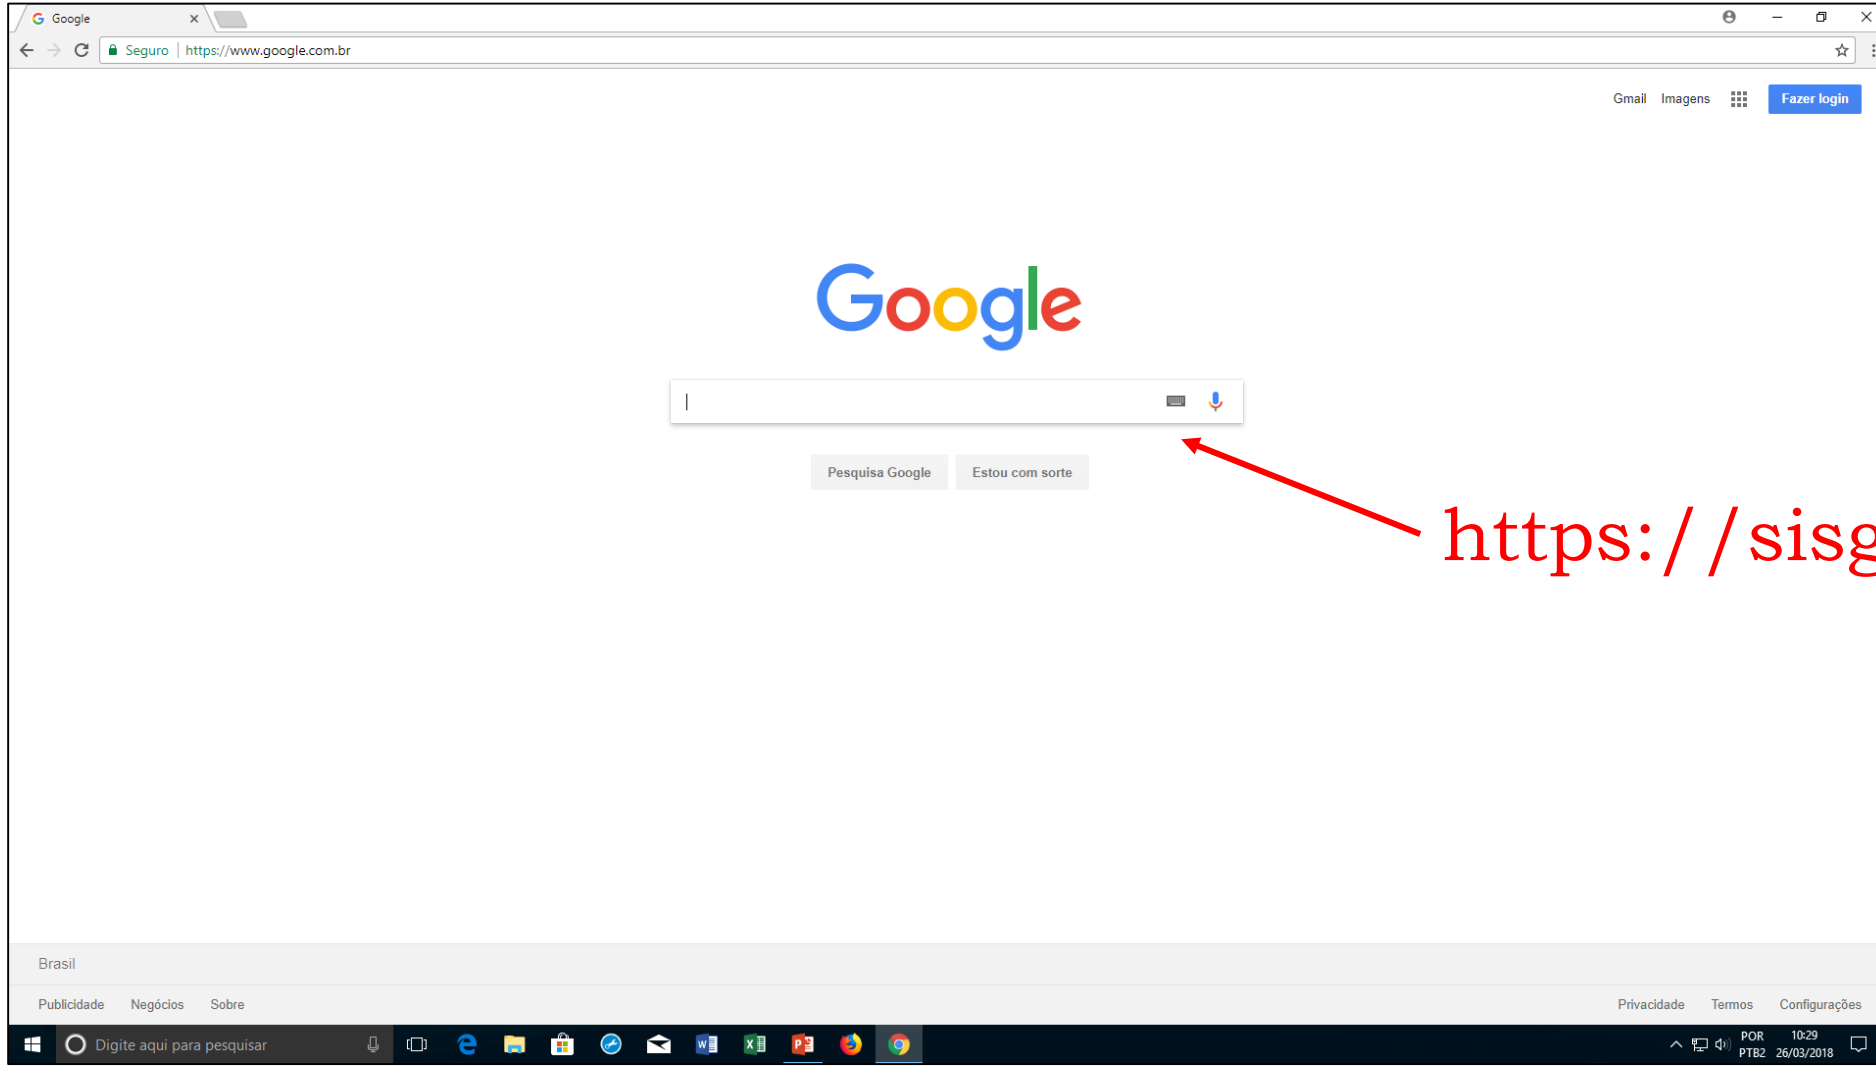 Google
Seguro | https://www.google.com.br
Gmail Imagens Fazer login
Google
Pesquisa Google Estou com sorte
https://sisg
Brasil
Publicidade Negócios Sobre Privacidade Termos Configurações
Digite aqui para pesquisar
POR 10:29
PTB2 26/03/2018